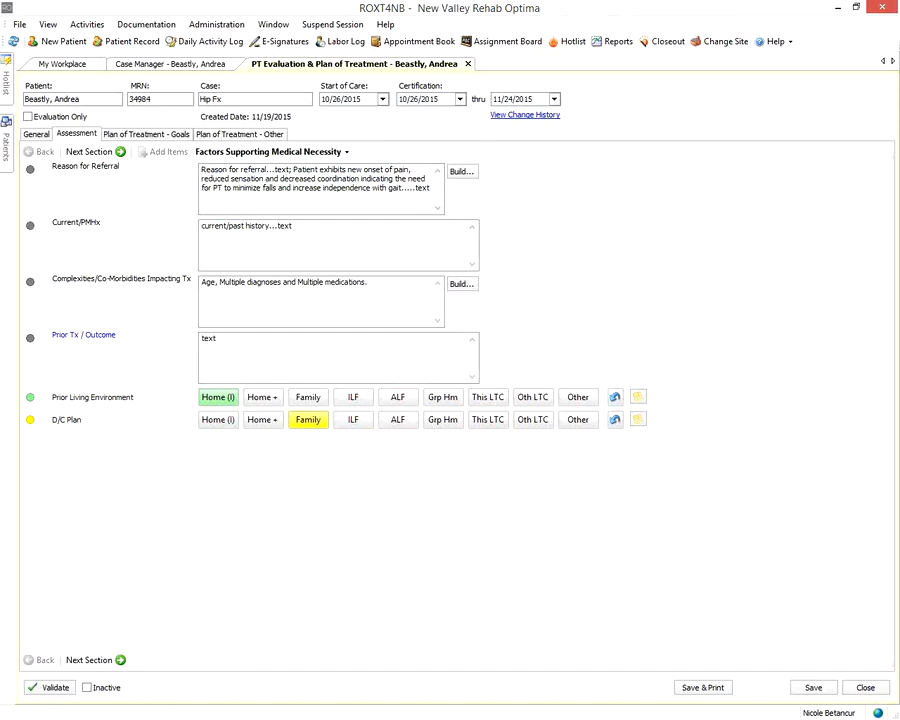 ROXT4NB - New Valley Rehab Optima
File View Activities Documentation Administration Window Suspend Session Help
New Patient Patient Record Daily Activity Log E-Signatures Labor Log Appointment Book Assignment Board Hotlist Reports Closeout Change Site Help
My Workplace Case Manager - Beastly, Andrea PT Evaluation & Plan of Treatment - Beastly, Andrea
Hotlist
Patients
Patient: MRN: Case: Start of Care: Certification:
Beastly, Andrea 34984 Hip Fx 10/26/2015 10/26/2015 thru 11/24/2015
Evaluation Only Created Date: 11/19/2015 View Change History
General Assessment Plan of Treatment - Goals Plan of Treatment - Other
Back Next Section Add Items Factors Supporting Medical Necessity
Reason for Referral
Reason for referral...text; Patient exhibits new onset of pain,
reduced sensation and decreased coordination indicating the need
for PT to minimize falls and increase independence with gait.....text
Build...
Current/PMHx
current/past history...text
Complexities/Co-Morbidities Impacting Tx
Age, Multiple diagnoses and Multiple medications.
Build...
Prior Tx / Outcome
text
Prior Living Environment Home (I) Home + Family ILF ALF Grp Hm This LTC Oth LTC Other
D/C Plan Home (I) Home + Family ILF ALF Grp Hm This LTC Oth LTC Other
Back Next Section
Validate Inactive Save & Print Save Close
Nicole Betancur